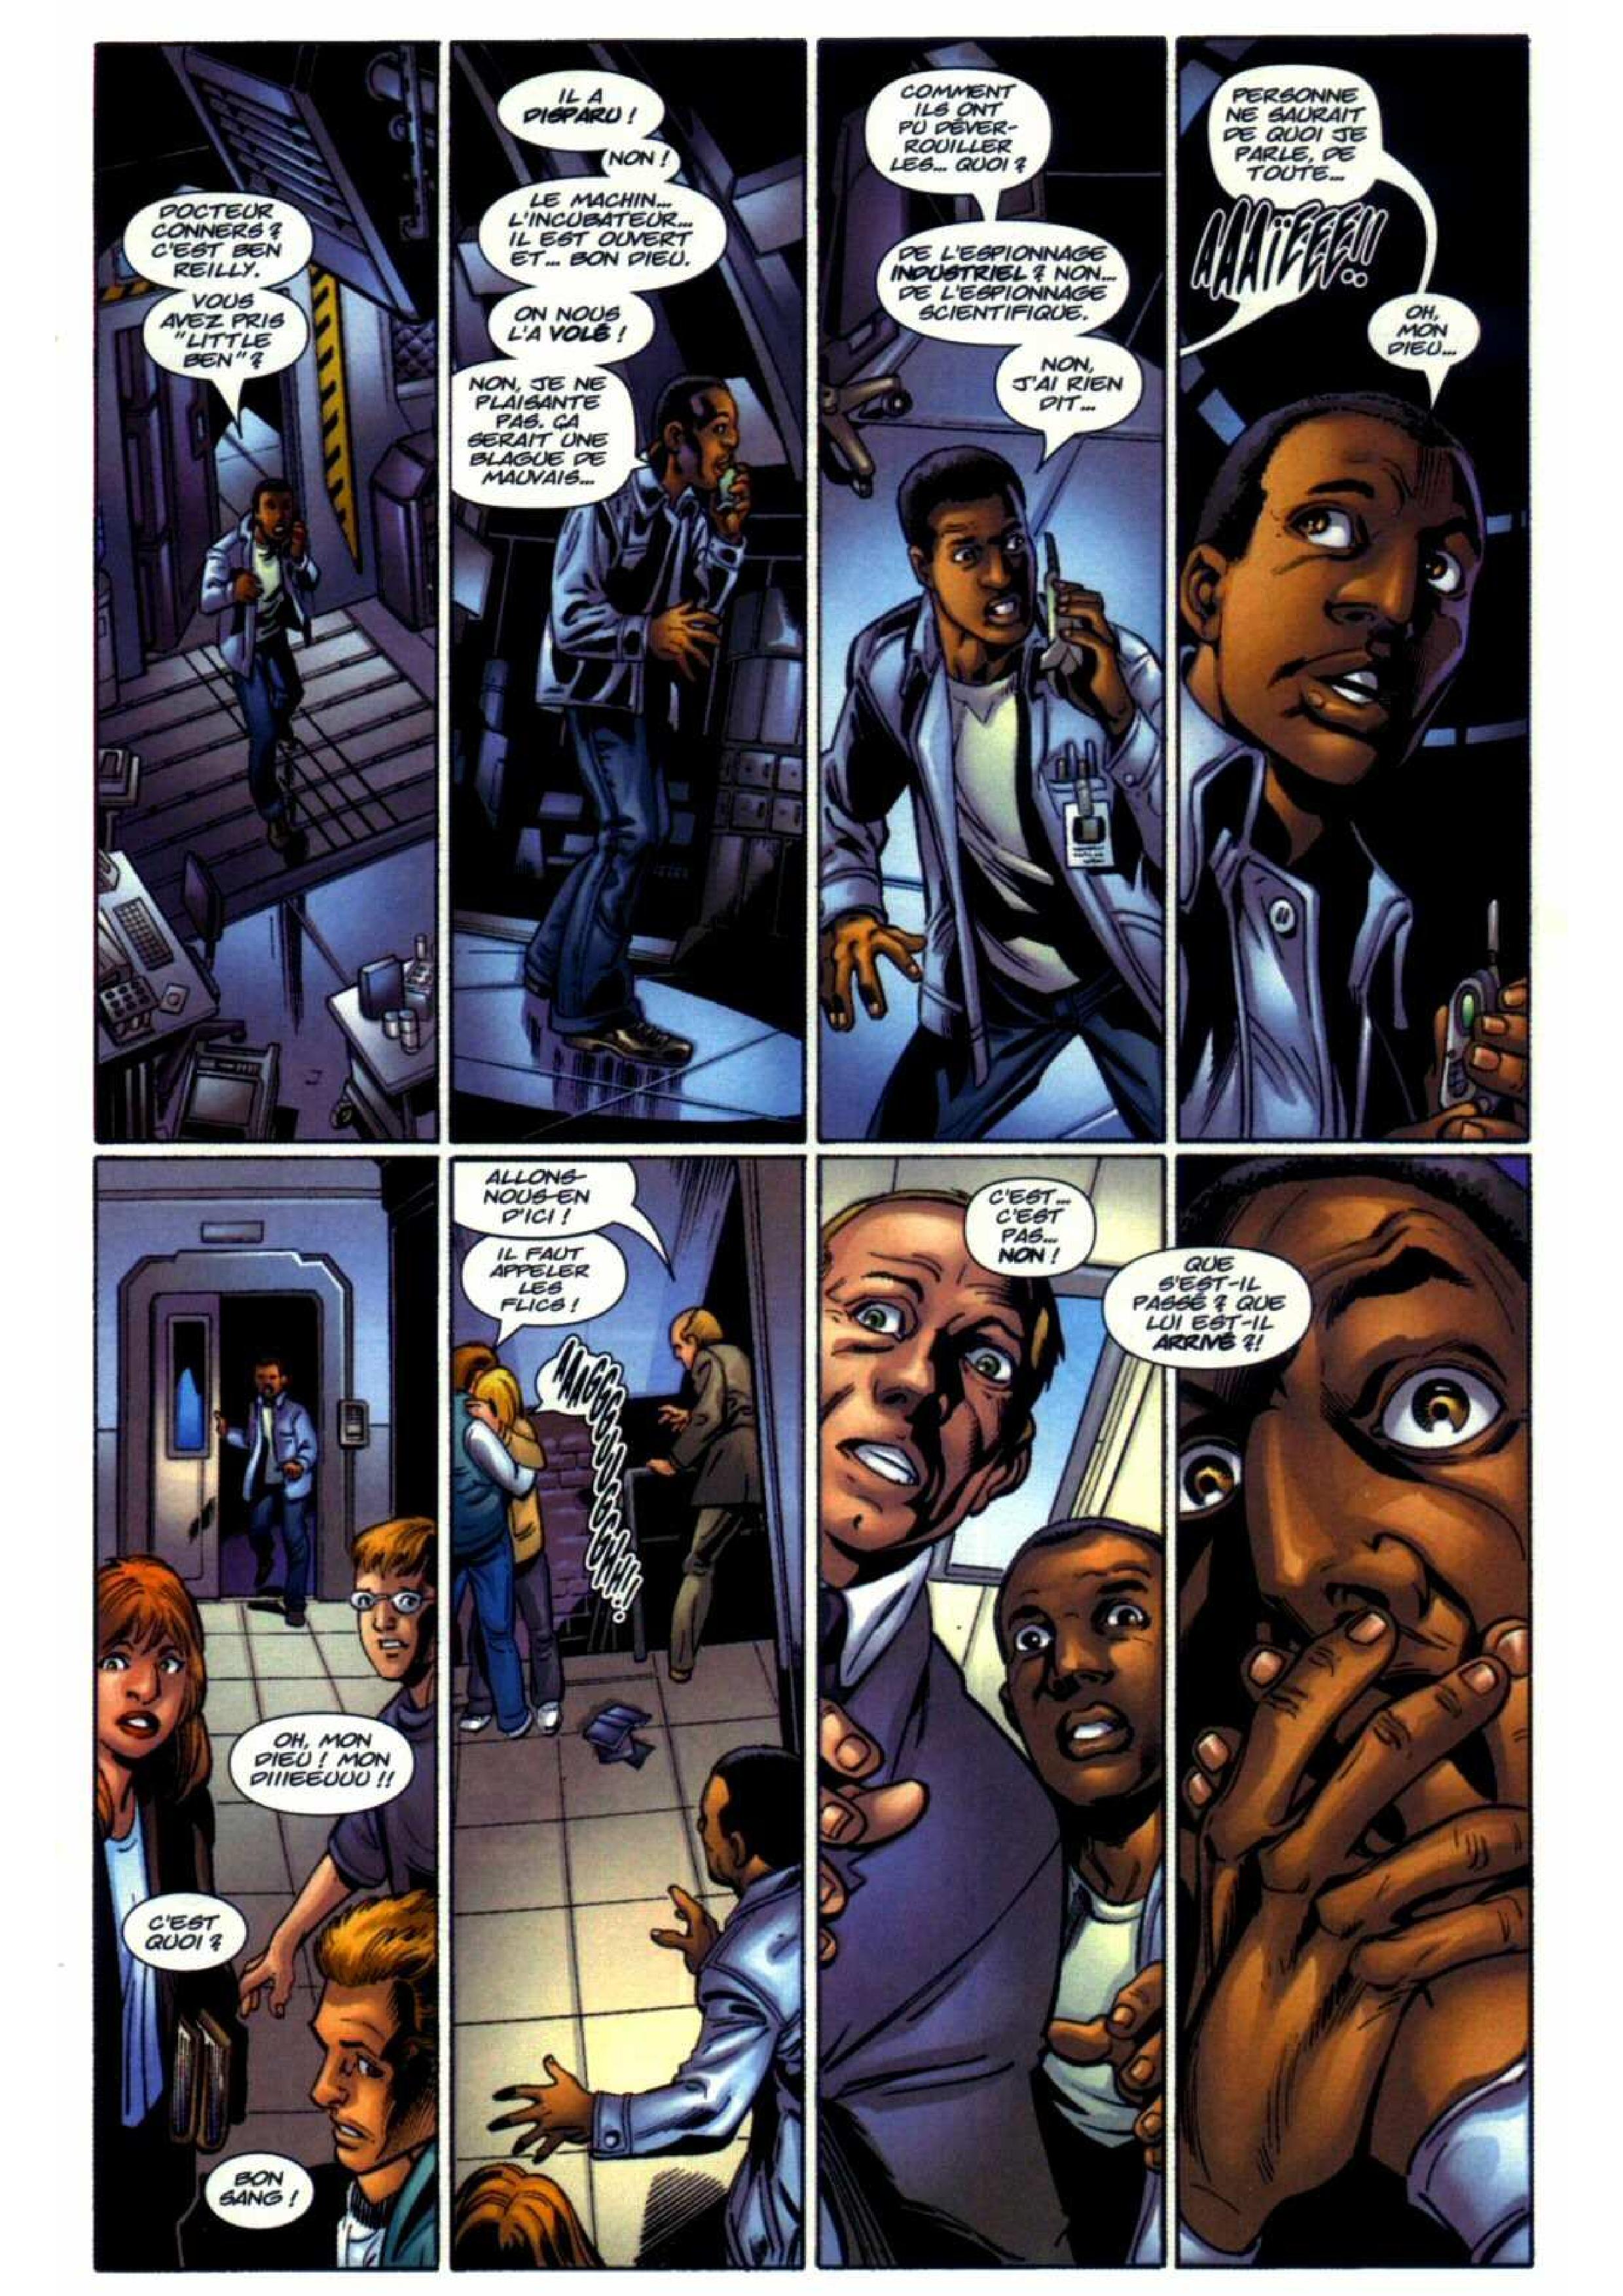 DOCTEUR
CONNERS ?
C'EST BEN
REILLY.
VOUS
AVEZ PRIS
"LITTLE
BEN" ?
IL A
DISPARU !
NON !
LE MACHIN...
L'INCUBATEUR...
IL EST OUVERT
ET... BON DIEU.
ON NOUS
L'A VOLÉ !
NON, JE NE
PLAISANTE
PAS. ÇA
SERAIT UNE
BLAGUE DE
MAUVAIS...
COMMENT
ILS ONT
PU DÉVER-
ROUILLER
LES... QUOI ?
DE L'ESPIONNAGE
INDUSTRIEL ? NON...
DE L'ESPIONNAGE
SCIENTIFIQUE.
NON,
J'AI RIEN
DIT...
PERSONNE
NE SAURAIT
DE QUOI JE
PARLE, DE
TOUTE...
AAAÏEEE!!
OH,
MON
DIEU...
OH, MON
DIEU ! MON
DIIIEEUUU !!
C'EST
QUOI ?
BON
SANG !
ALLONS-
NOUS-EN
D'ICI !
IL FAUT
APPELER
LES
FLICS !
C'EST...
C'EST
PAS...
NON !
QUE
S'EST-IL
PASSÉ ? QUE
LUI EST-IL
ARRIVÉ ?!